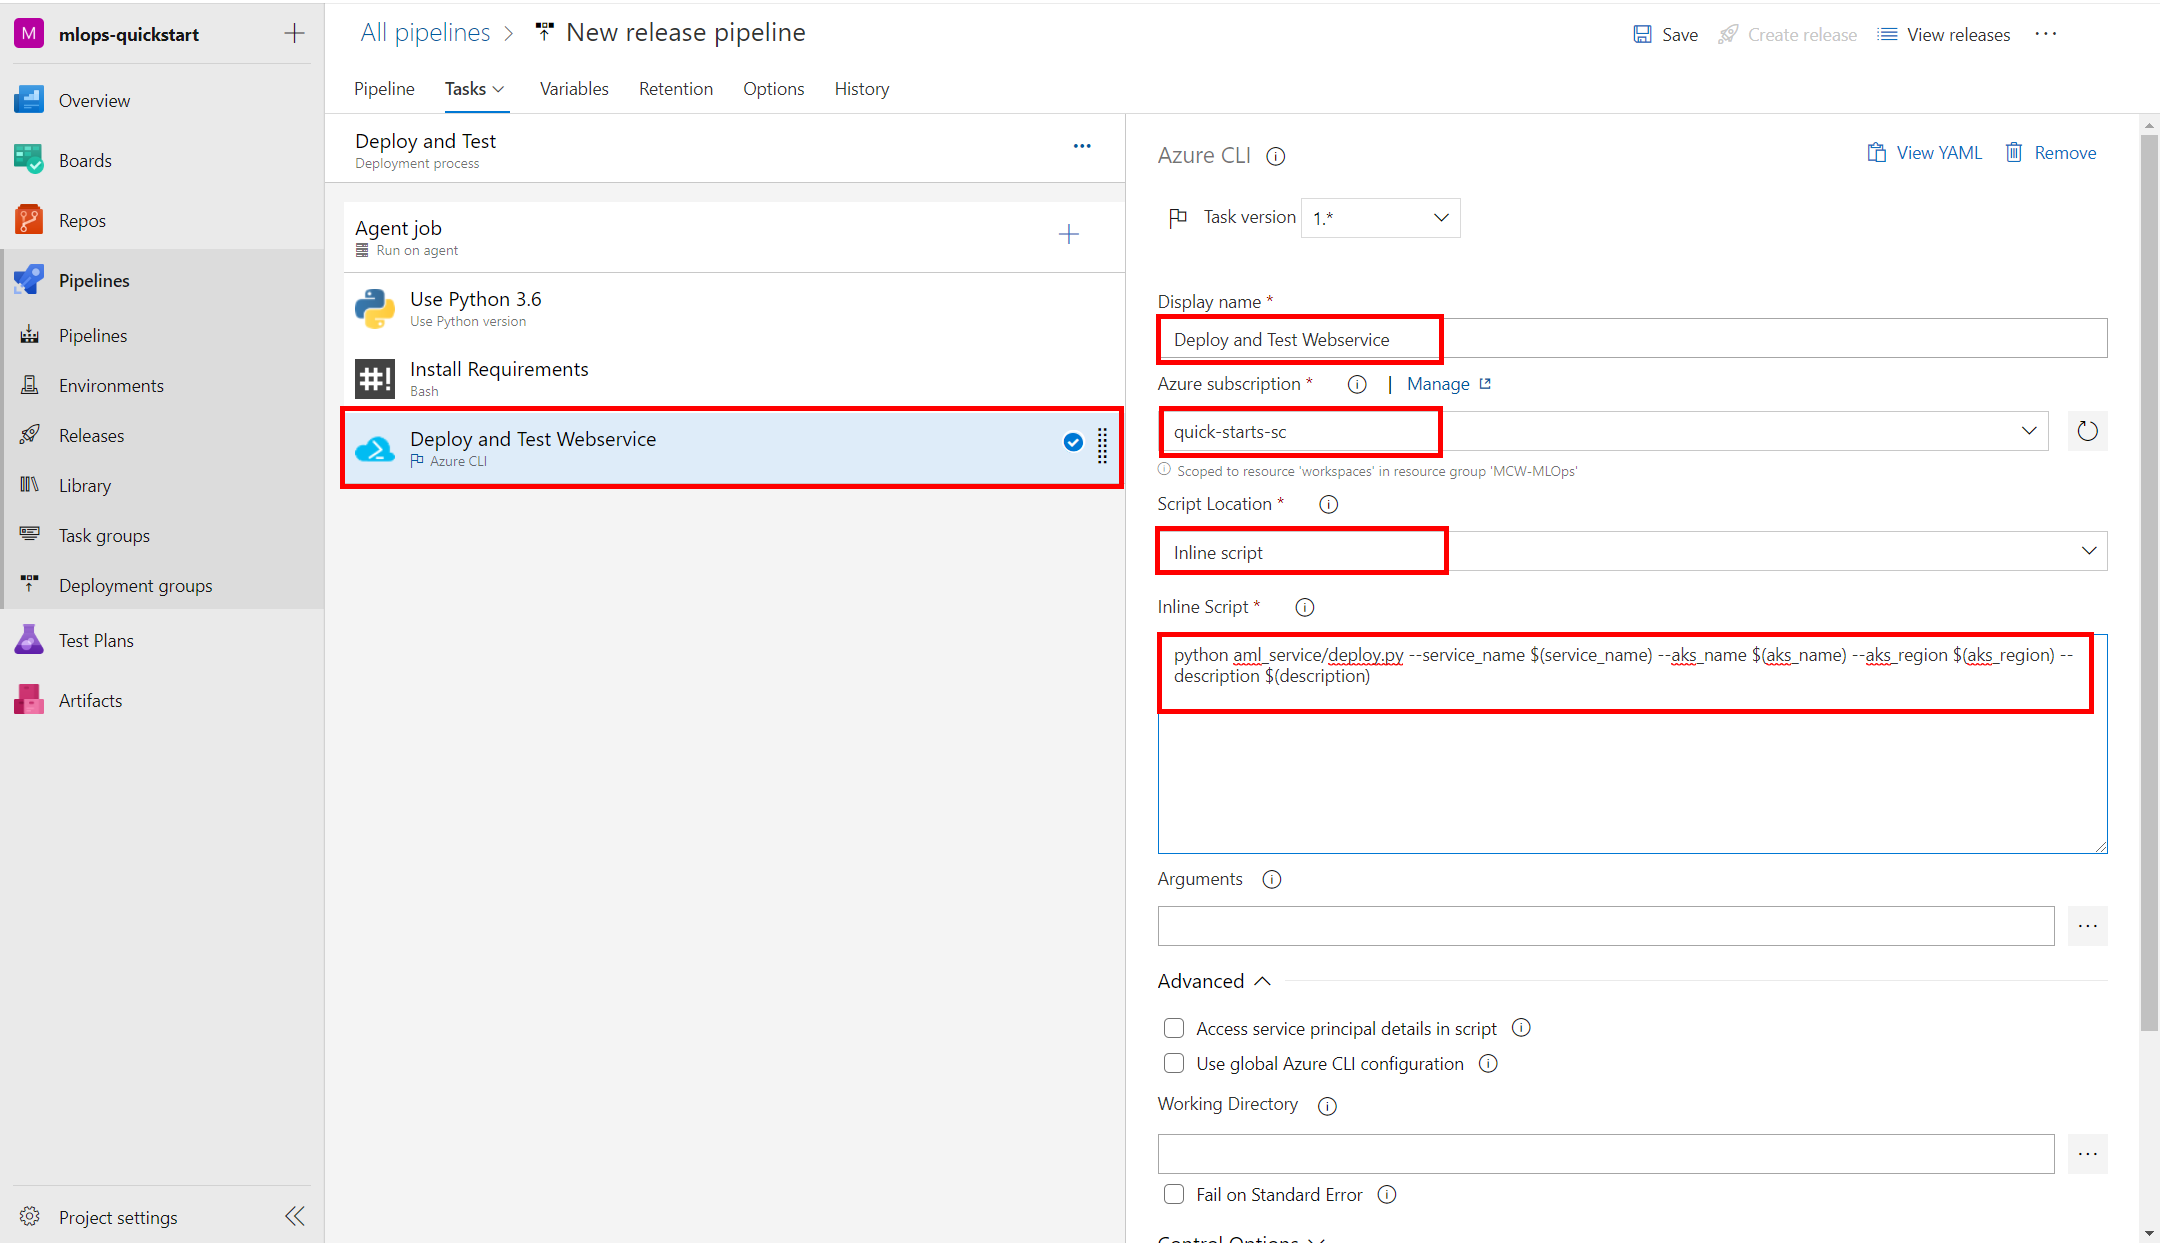 M mlops-quickstart
Overview
Boards
Repos
Pipelines
Pipelines
Environments
Releases
Library
Task groups
Deployment groups
Test Plans
Artifacts
Project settings
All pipelines > New release pipeline
Save Create release View releases ...
Pipeline Tasks Variables Retention Options History
Deploy and Test
Deployment process
Agent job
Run on agent
Use Python 3.6
Use Python version
#! Install Requirements
Bash
Deploy and Test Webservice
Azure CLI
Azure CLI
View YAML Remove
Task version 1.*
Display name *
Deploy and Test Webservice
Azure subscription * | Manage
quick-starts-sc
Scoped to resource 'workspaces' in resource group 'MCW-MLOps'
Script Location *
Inline script
Inline Script *
python aml_service/deploy.py --service_name $(service_name) --aks_name $(aks_name) --aks_region $(aks_region) --
description $(description)
Arguments
...
Advanced
Access service principal details in script
Use global Azure CLI configuration
Working Directory
...
Fail on Standard Error
Control Options